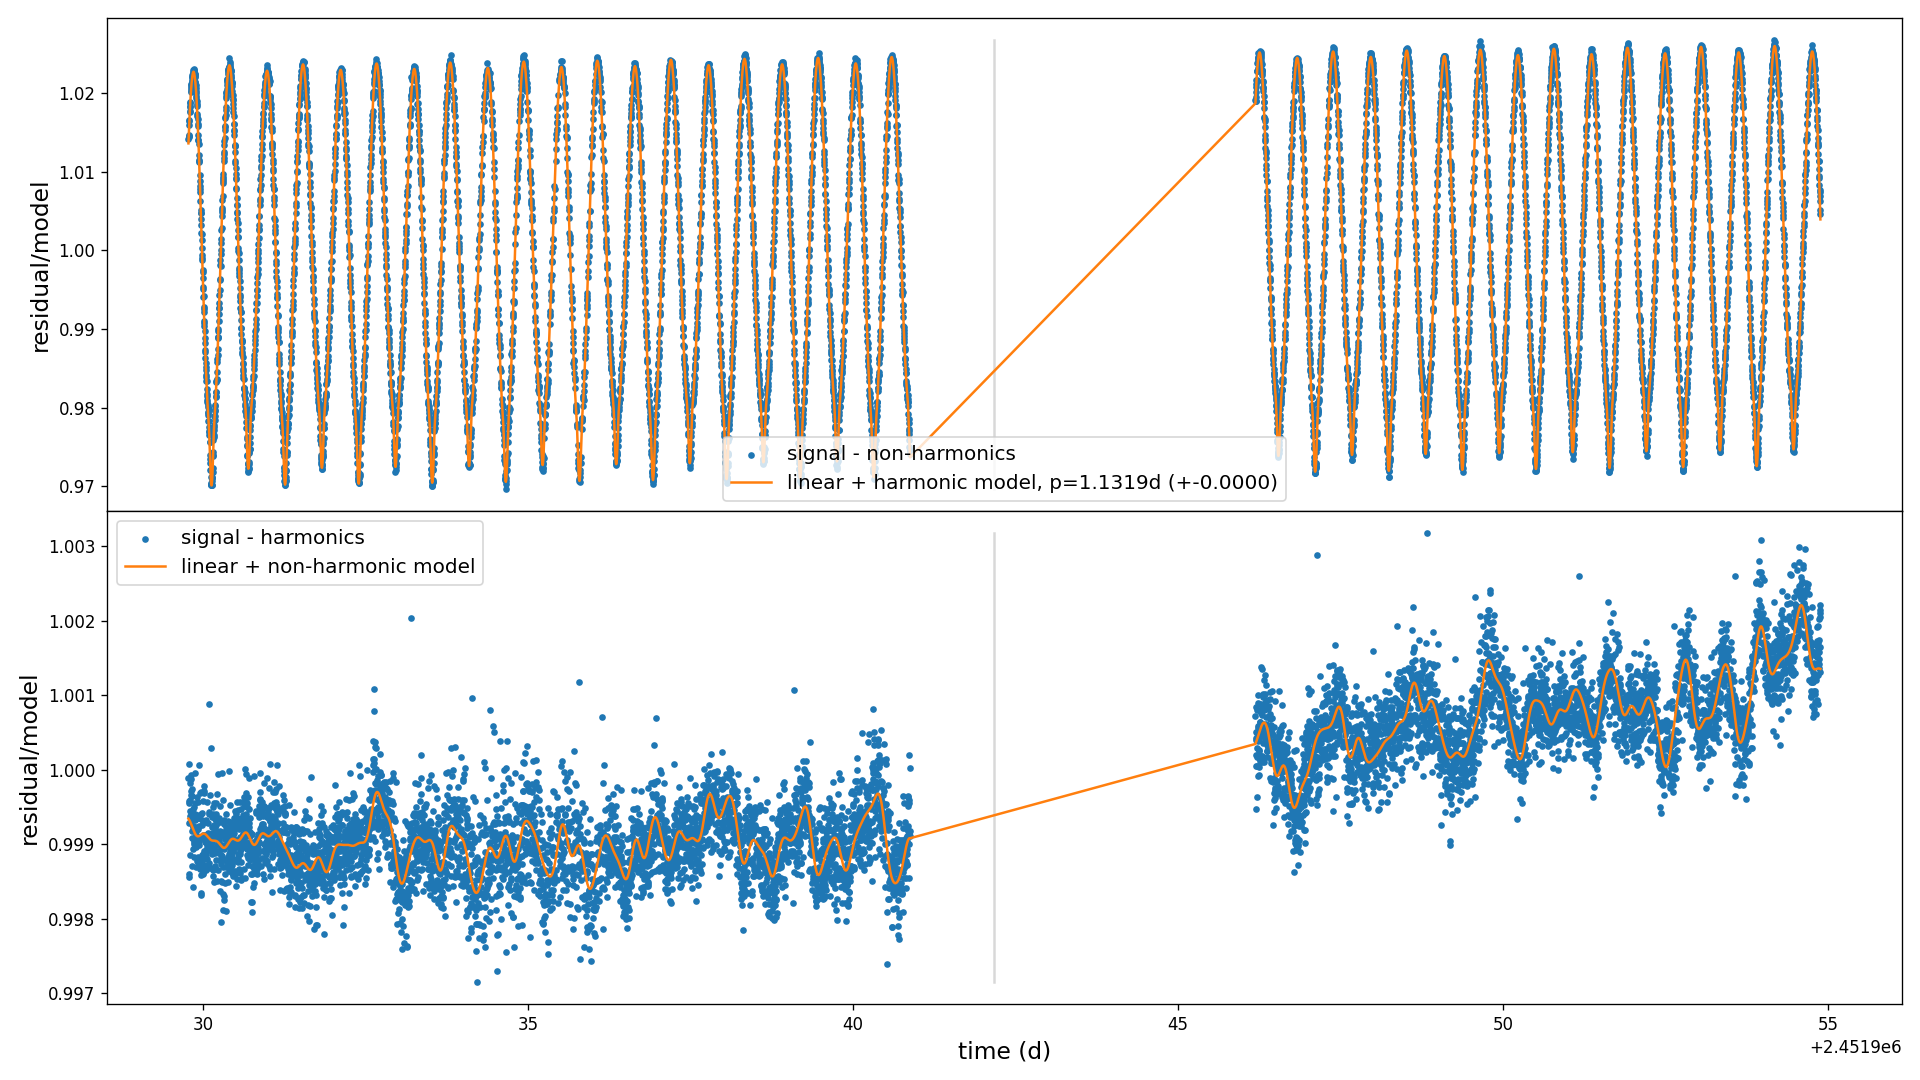 residual/model
1.02
1.01
1.00
0.99
0.98
0.97
signal - non-harmonics
linear + harmonic model, p=1.1319d (+-0.0000)
residual/model
1.003
1.002
1.001
1.000
0.999
0.998
0.997
signal - harmonics
linear + non-harmonic model
30 35 40 45 50 55
time (d)
+2.4519e6